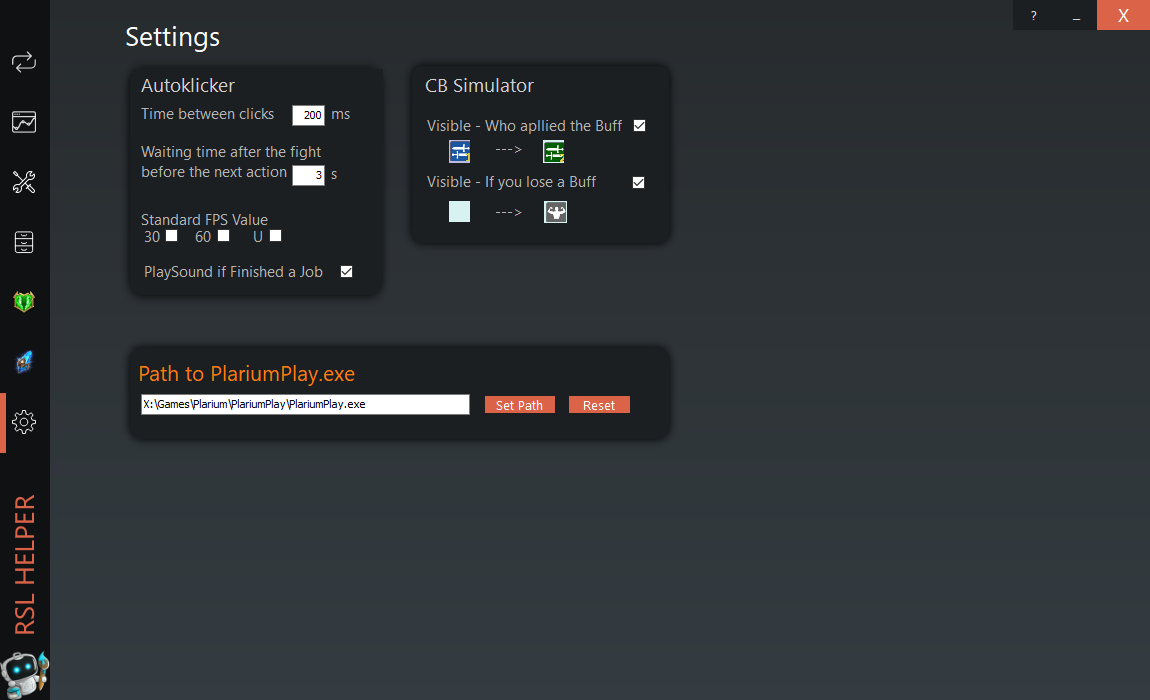 ? _ X
Settings
Autoklicker
Time between clicks 200 ms
Waiting time after the fight
before the next action 3 s
Standard FPS Value
30 60 U
PlaySound if Finished a Job
CB Simulator
Visible - Who apllied the Buff
--->
Visible - If you lose a Buff
--->
Path to PlariumPlay.exe
X:\Games\Plarium\PlariumPlay\PlariumPlay.exe Set Path Reset
RSL HELPER